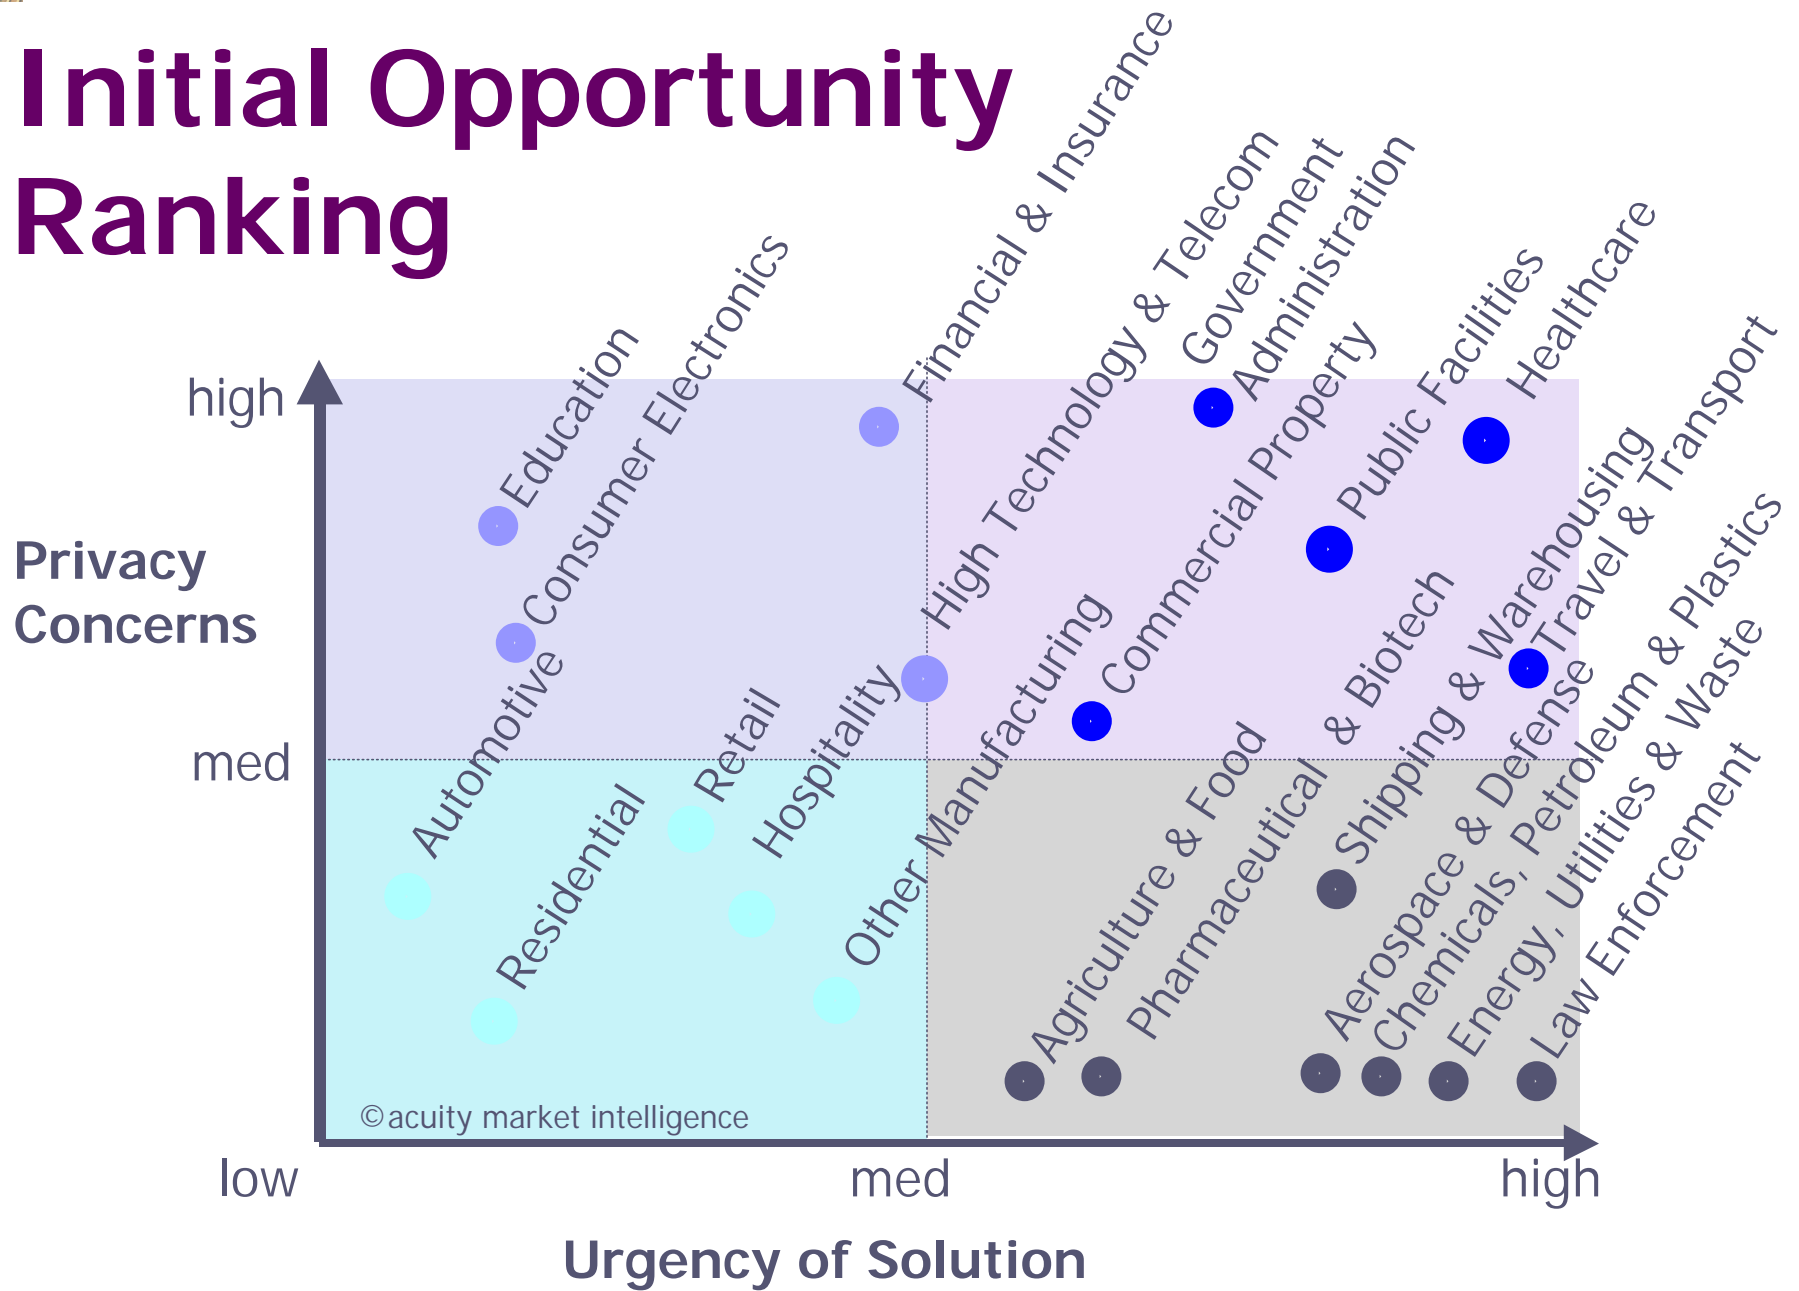 Initial Opportunity
Ranking
Financial & Insurance
High Technology & Telecom
Government
Administration
Healthcare
Education
Consumer Electronics
Commercial Property
Public Facilities
Travel & Transport
high
Privacy
Concerns
Automotive
Retail
Hospitality
Other Manufacturing
Agriculture & Food
Pharmaceutical & Biotech
Shipping & Warehousing
Aerospace & Defense
Chemicals, Petroleum & Plastics
Energy, Utilities & Waste
Law Enforcement
med
Residential
©acuity market intelligence
low
med
high
Urgency of Solution